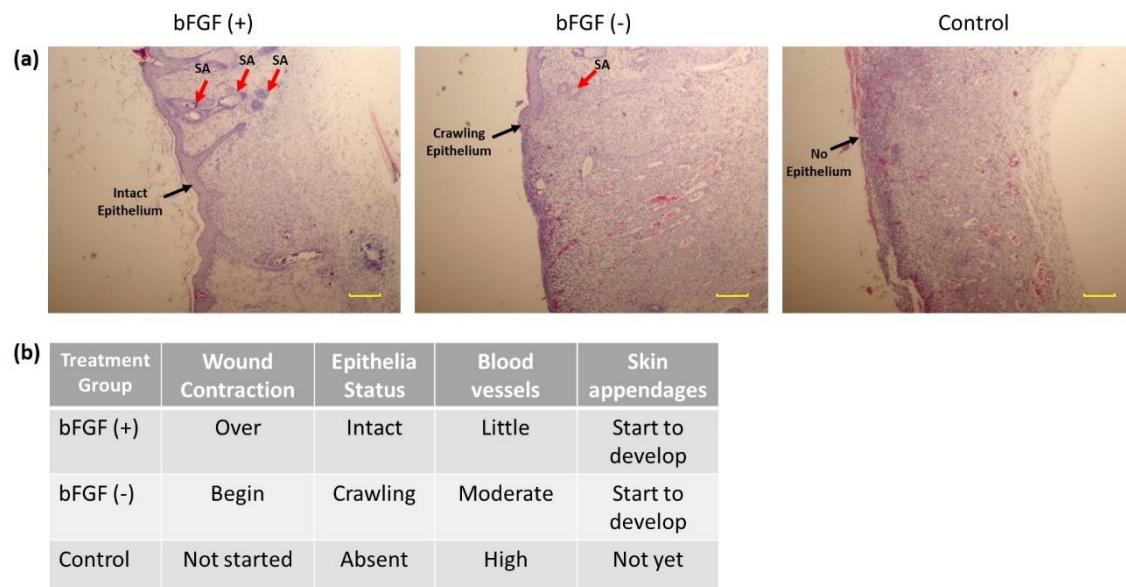 bFGF (+) bFGF (-) Control
(a)
SA SA SA
Intact
Epithelium
SA
Crawling
Epithelium
No
Epithelium
(b)
Treatment
Group
Wound
Contraction
Epithelia
Status
Blood
vessels
Skin
appendages
bFGF (+)
Over
Intact
Little
Start to
develop
bFGF (-)
Begin
Crawling
Moderate
Start to
develop
Control
Not started
Absent
High
Not yet